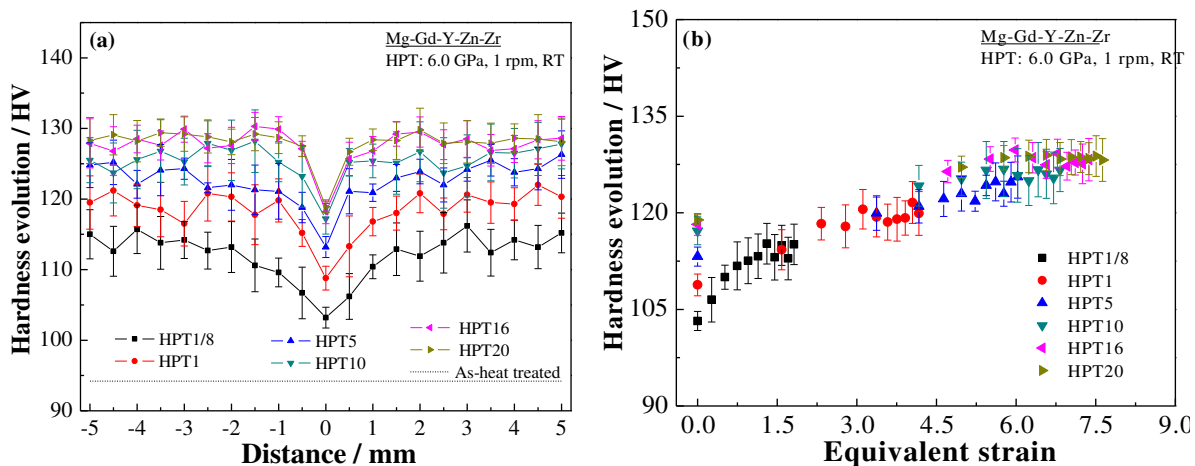 (a)
Mg-Gd-Y-Zn-Zr
HPT: 6.0 GPa, 1 rpm, RT
Hardness evolution / HV
140
130
120
110
100
90
HPT1/8
HPT1
HPT5
HPT10
HPT16
HPT20
As-heat treated
-5 -4 -3 -2 -1 0 1 2 3 4 5
Distance / mm
(b)
Mg-Gd-Y-Zn-Zr
HPT: 6.0 GPa, 1 rpm, RT
Hardness evolution / HV
150
135
120
105
90
HPT1/8
HPT1
HPT5
HPT10
HPT16
HPT20
0.0 1.5 3.0 4.5 6.0 7.5 9.0
Equivalent strain